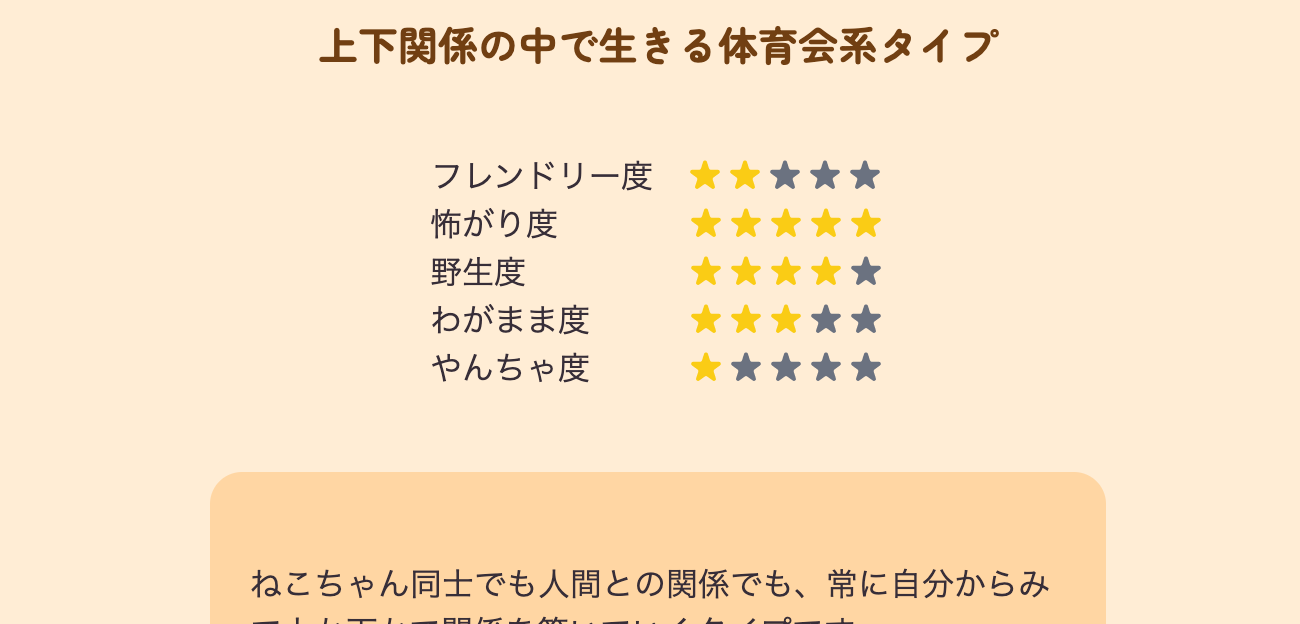 上下関係の中で生きる体育会系タイプ
フレンドリー度 ★★★★★
怖がり度 ★★★★★
野生度 ★★★★★
わがまま度 ★★★★★
やんちゃ度 ★★★★★
ねこちゃん同士でも人間との関係でも、常に自分からみ